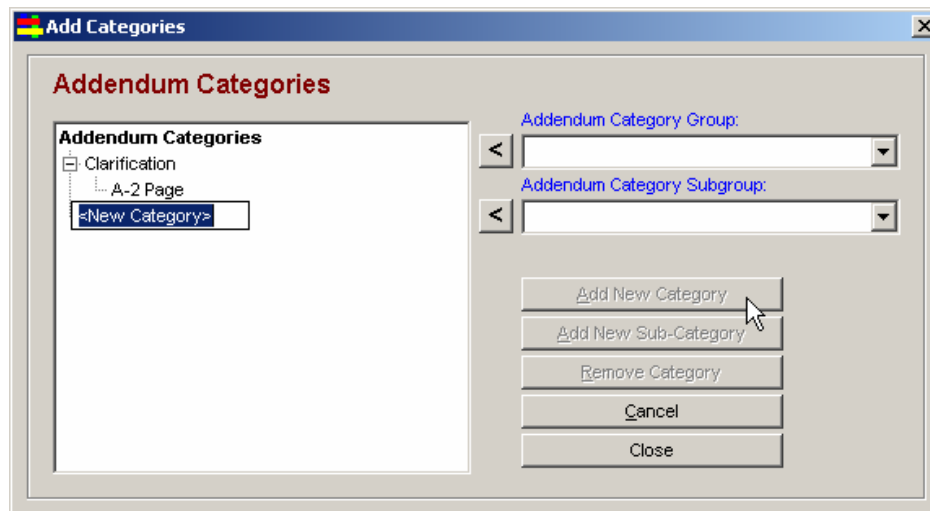 Add Categories
Addendum Categories
Addendum Categories
Clarification
A-2 Page
<New Category>
Addendum Category Group:
<
Addendum Category Subgroup:
<
Add New Category
Add New Sub-Category
Remove Category
Cancel
Close